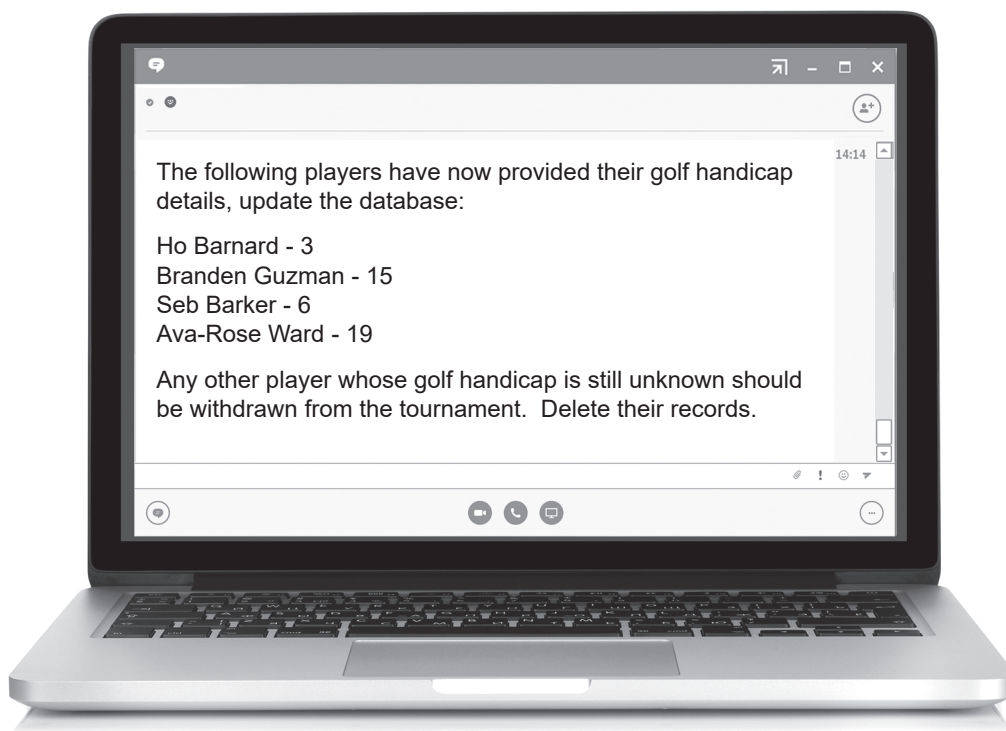 14:14
The following players have now provided their golf handicap
details, update the database:
Ho Barnard - 3
Branden Guzman - 15
Seb Barker - 6
Ava-Rose Ward - 19
Any other player whose golf handicap is still unknown should
be withdrawn from the tournament.  Delete their records.